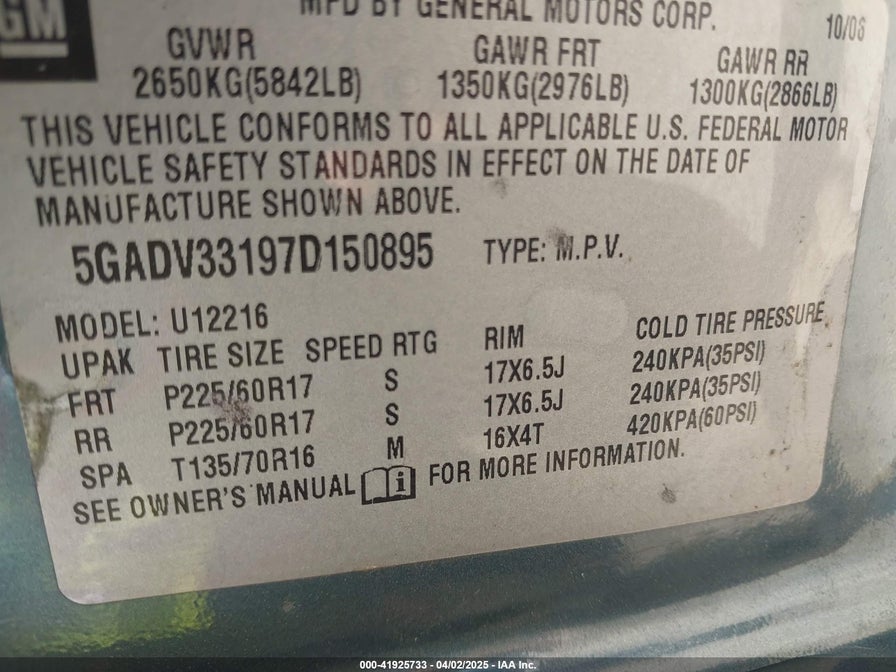 GM
MFD BY GENERAL MOTORS CORP.
10/06
GVWR GAWR FRT GAWR RR
2650KG(5842LB) 1350KG(2976LB) 1300KG(2866LB)
THIS VEHICLE CONFORMS TO ALL APPLICABLE U.S. FEDERAL MOTOR
VEHICLE SAFETY STANDARDS IN EFFECT ON THE DATE OF
MANUFACTURE SHOWN ABOVE.
5GADV33197D150895 TYPE: M.P.V.
MODEL: U12216
UPAK TIRE SIZE SPEED RTG RIM COLD TIRE PRESSURE
FRT P225/60R17 S 17X6.5J 240KPA(35PSI)
RR P225/60R17 S 17X6.5J 240KPA(35PSI)
SPA T135/70R16 M 16X4T 420KPA(60PSI)
SEE OWNER'S MANUAL i FOR MORE INFORMATION.
000-41925733 - 04/02/2025 - IAA Inc.